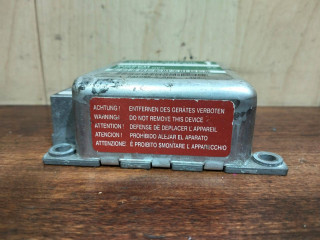 ACHTUNG ! ENTFERNEN DES GERÄTES VERBOTEN
WARNING ! DO NOT REMOVE THIS DEVICE
ATTENTION ! DEFENSE DE DEPLACER L'APPAREIL
ATENCION ! PROHIBIDO ALEJAR EL APARATO
ATTENZIONE! É PROIBITO SMONTARE L'APPARECCHIO